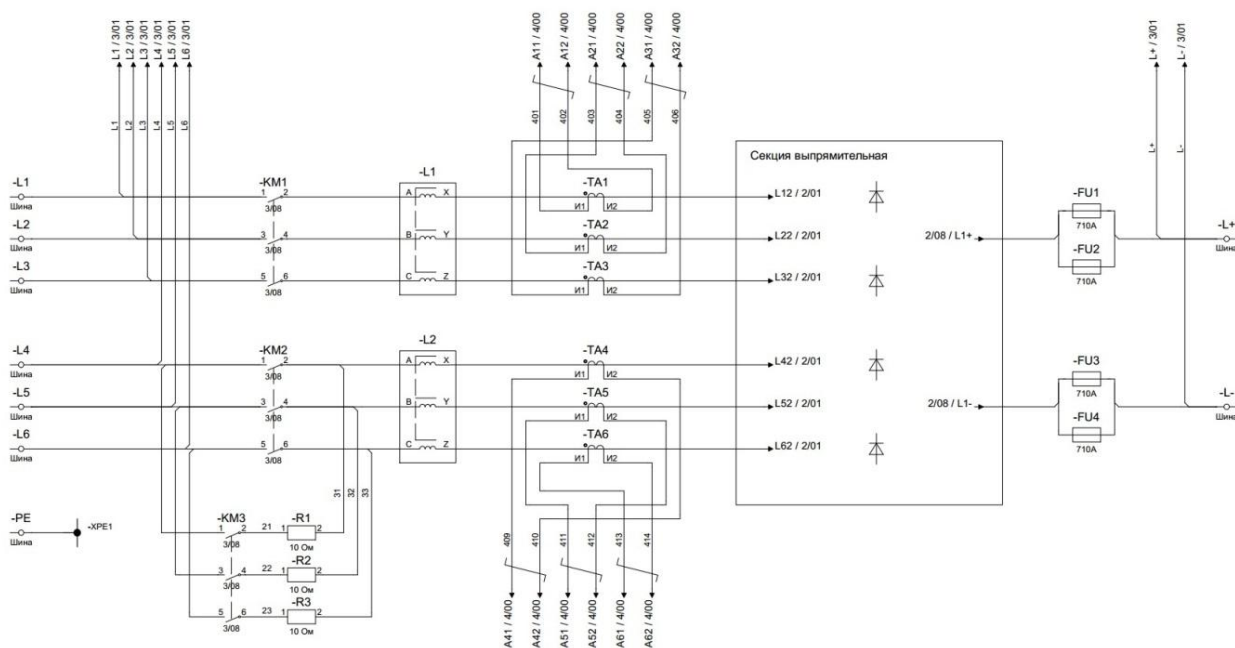 L1 / 3/01
L2 / 3/01
L3 / 3/01
L4 / 3/01
L5 / 3/01
L6 / 3/01
A11 / 4/00
A12 / 4/00
A21 / 4/00
A22 / 4/00
A31 / 4/00
A32 / 4/00
L+ / 3/01
L- / 3/01
L1
L2
L3
L4
L5
L6
401
402
403
404
405
406
L+
L-
Секция выпрямительная
-L1
Шина
-KM1
1 2
3/08
-L1
A X
-TA1
И1 И2
L12 / 2/01
-FU1
710A
-L2
Шина
3 4
3/08
B Y
-TA2
И1 И2
L22 / 2/01
2/08 / L1+
-L+
Шина
-FU2
710A
-L3
Шина
5 6
3/08
C Z
-TA3
И1 И2
L32 / 2/01
-L4
Шина
-KM2
1 2
3/08
-L2
A X
-TA4
И1 И2
L42 / 2/01
-FU3
710A
-L5
Шина
3 4
3/08
B Y
-TA5
И1 И2
L52 / 2/01
2/08 / L1-
-L-
Шина
-FU4
710A
-L6
Шина
5 6
3/08
C Z
-TA6
И1 И2
L62 / 2/01
31
32
33
-PE
Шина
-XPE1
-KM3
1 2
3/08
21
-R1
1 2
10 Ом
3 4
3/08
22
-R2
1 2
10 Ом
5 6
3/08
23
-R3
1 2
10 Ом
409
410
411
412
413
414
A41 / 4/00
A42 / 4/00
A51 / 4/00
A52 / 4/00
A61 / 4/00
A62 / 4/00